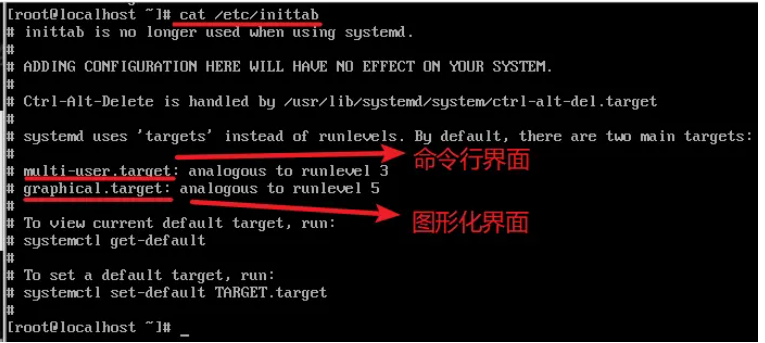 [root@localhost ~]# cat /etc/inittab
# inittab is no longer used when using systemd.
#
# ADDING CONFIGURATION HERE WILL HAVE NO EFFECT ON YOUR SYSTEM.
#
# Ctrl-Alt-Delete is handled by /usr/lib/systemd/system/ctrl-alt-del.target
#
# systemd uses 'targets' instead of runlevels. By default, there are two main targets:
#
命令行界面
# multi-user.target: analogous to runlevel 3
# graphical.target: analogous to runlevel 5
#
图形化界面
# To view current default target, run:
# systemctl get-default
#
# To set a default target, run:
# systemctl set-default TARGET.target
#
[root@localhost ~]# _